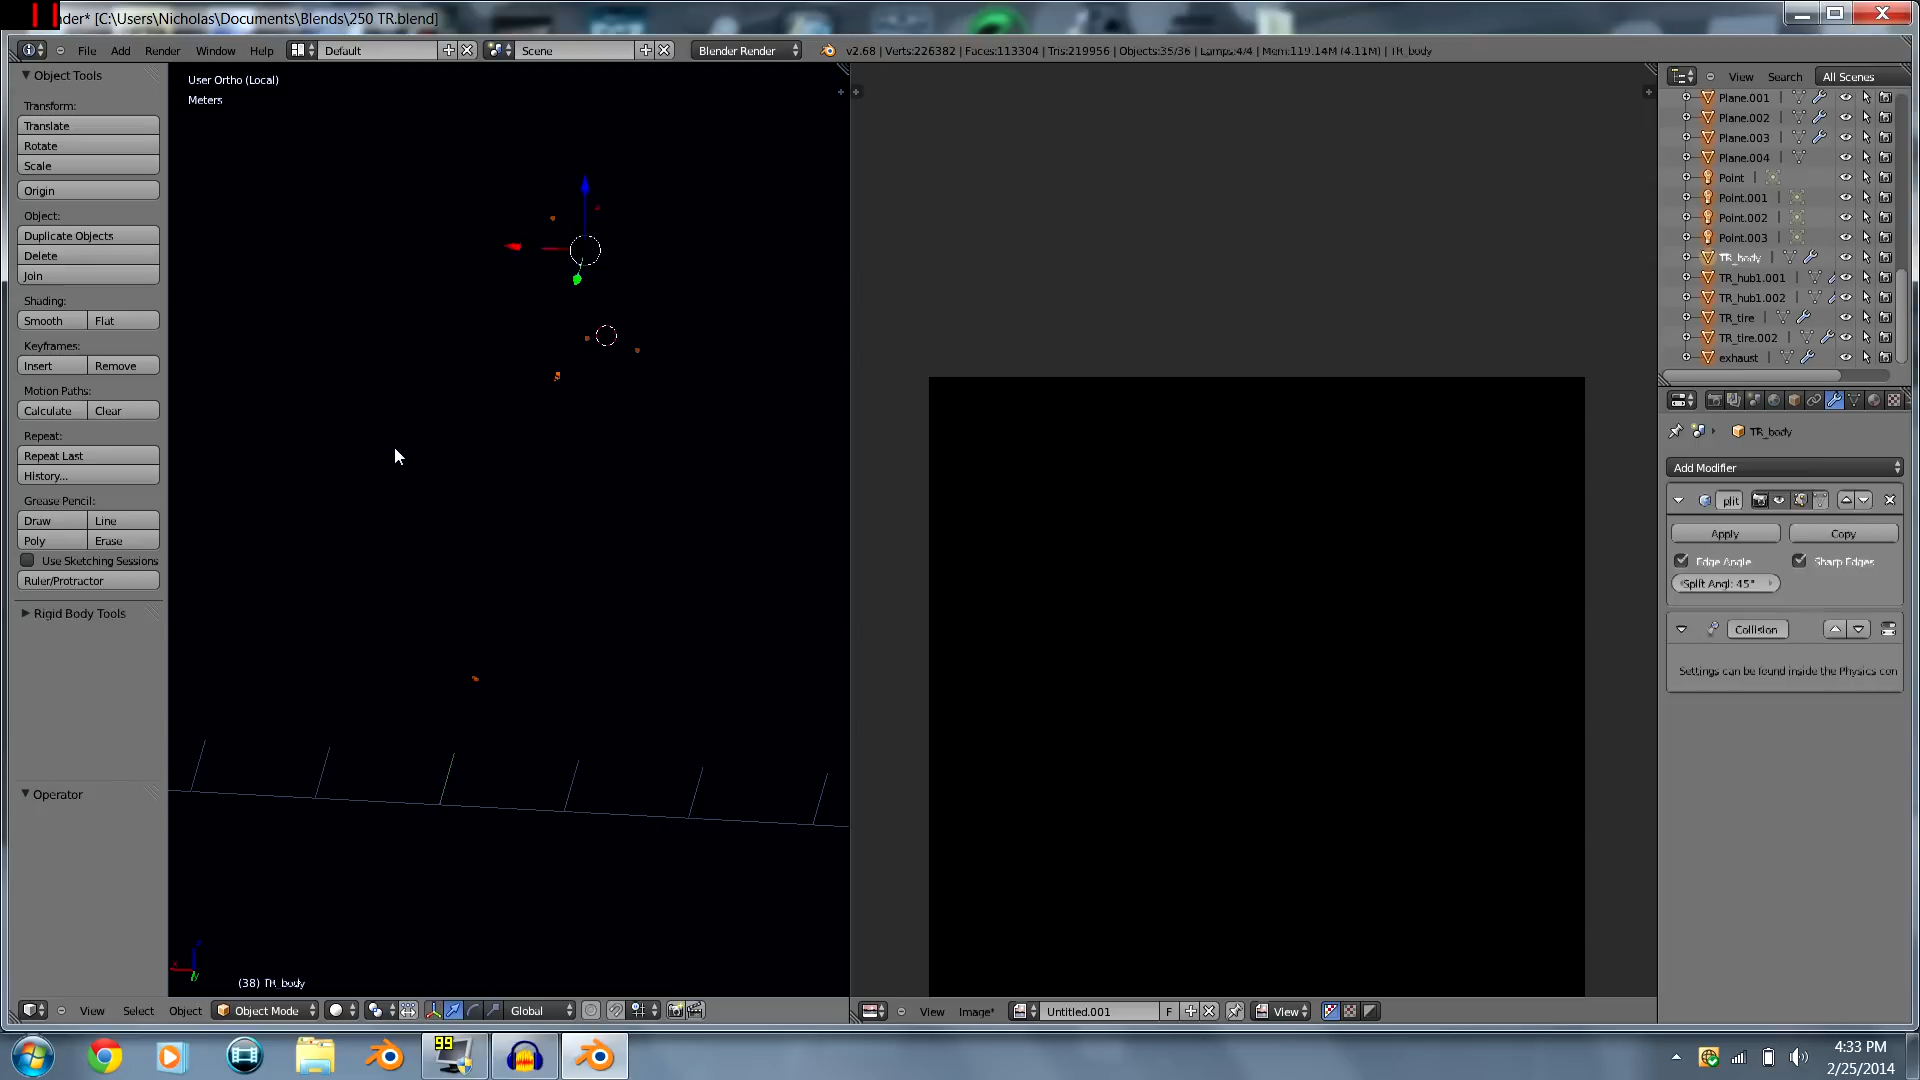 nder* [C:\Users\Nicholas\Documents\Blends\250 TR.blend]
File Add Render Window Help Default Scene Blender Render v2.68 | Verts:226382 | Faces:113304 | Tris:219956 | Objects:35/36 | Lamps:4/4 | Mem:119.14M (4.11M) | TR_body
Object Tools
Transform:
Translate
Rotate
Scale
Origin
Object:
Duplicate Objects
Delete
Join
Shading:
Smooth Flat
Keyframes:
Insert Remove
Motion Paths:
Calculate Clear
Repeat:
Repeat Last
History...
Grease Pencil:
Draw Line
Poly Erase
Use Sketching Sessions
Ruler/Protractor
Rigid Body Tools
Operator
User Ortho (Local)
Meters
(38) TR_body
View Select Object Object Mode Global
View Image* Untitled.001 F View
View Search All Scenes
Plane.001
Plane.002
Plane.003
Plane.004
Point
Point.001
Point.002
Point.003
TR_body
TR_hub1.001
TR_hub1.002
TR_tire
TR_tire.002
exhaust
TR_body
Add Modifier
plit
Apply Copy
Edge Angle Sharp Edges
Split Angl: 45°
Collision
Settings can be found inside the Physics con
99
4:33 PM
2/25/2014